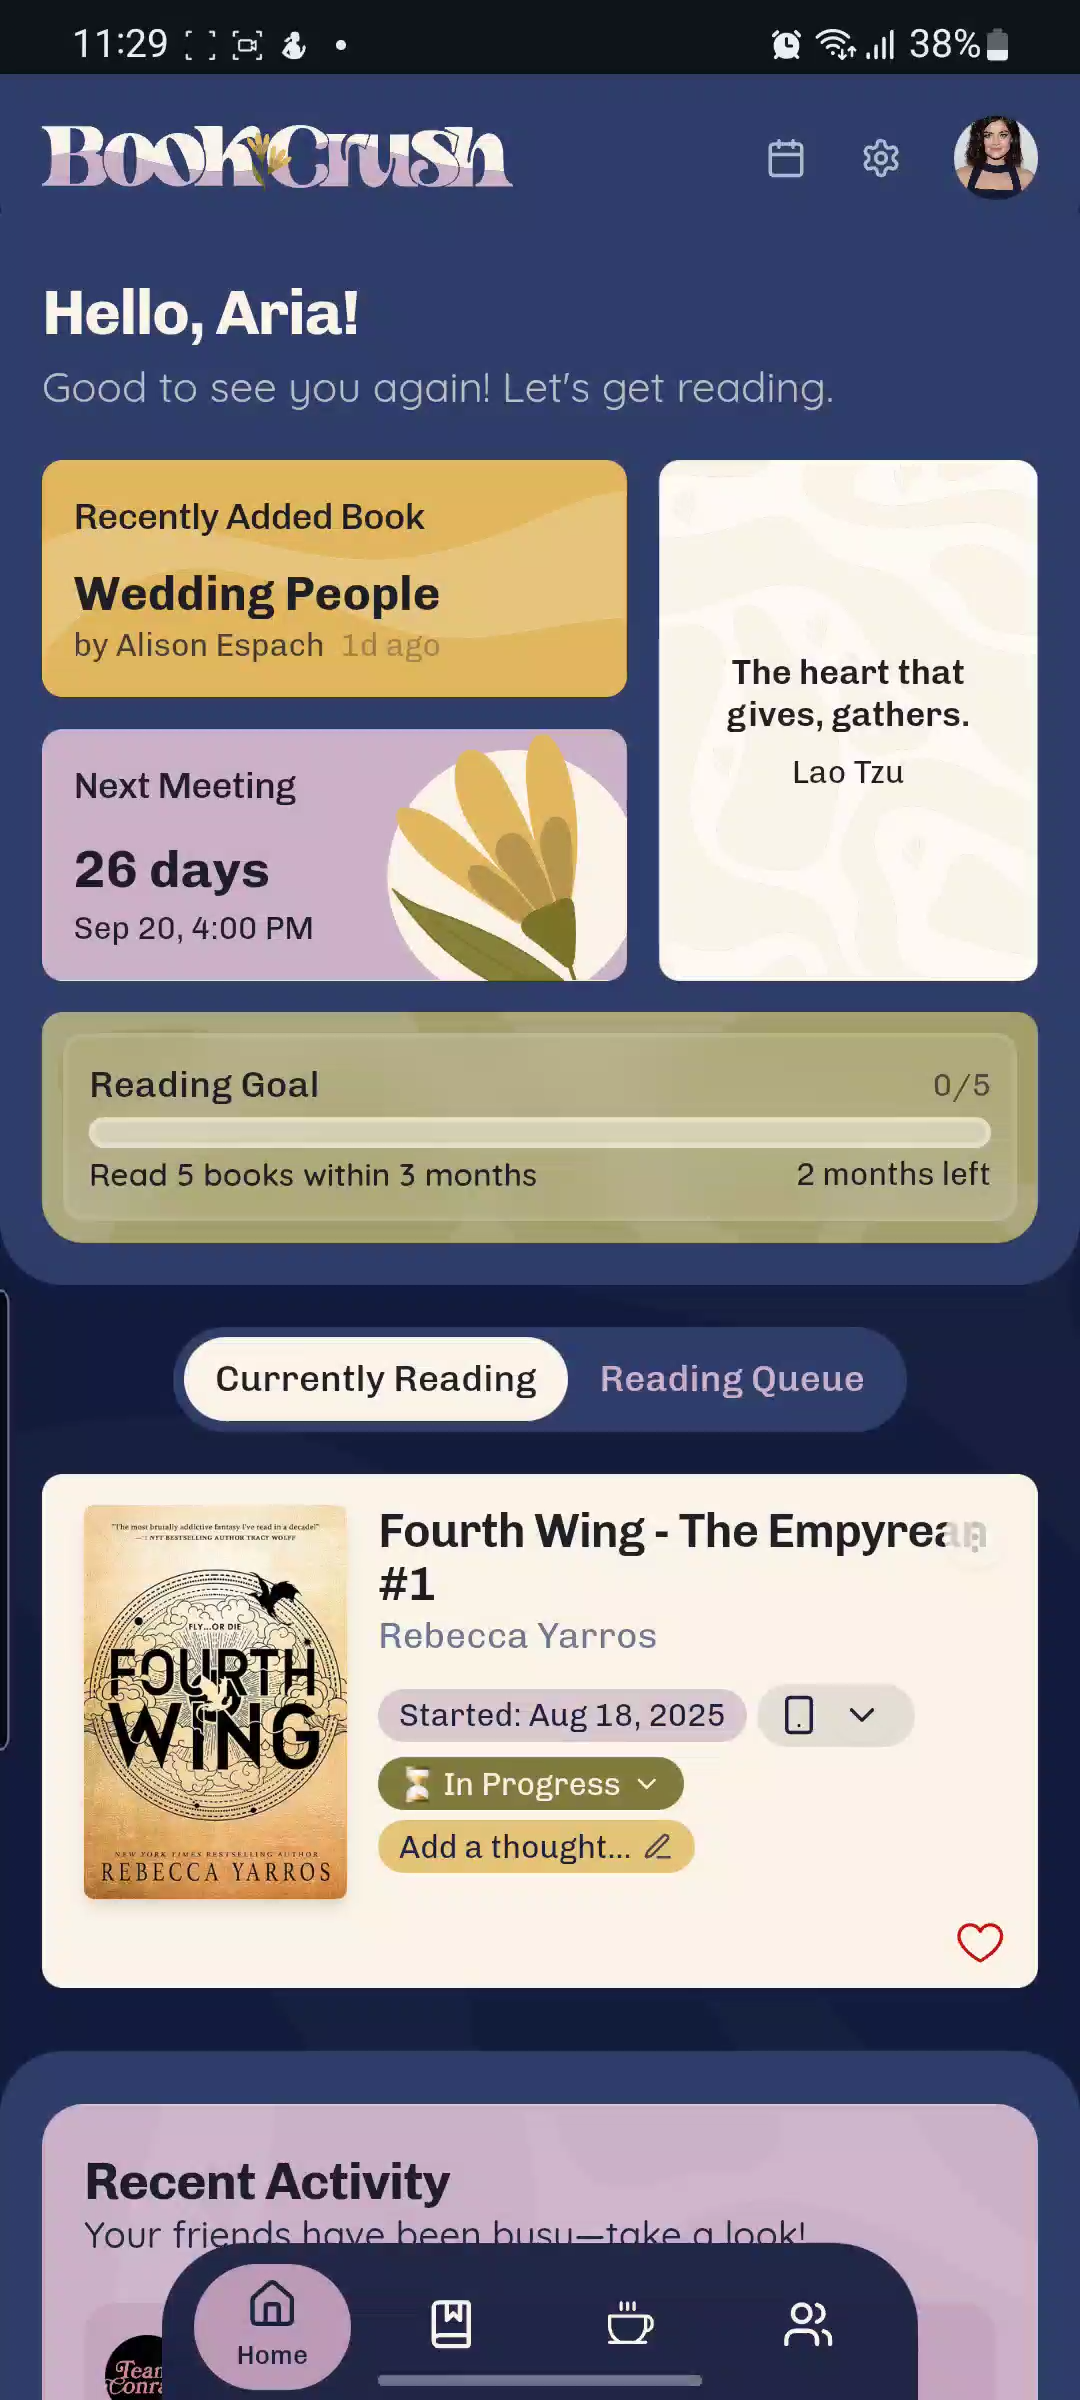 11:29
38%
BookCrush
Hello, Aria!
Good to see you again! Let's get reading.
Recently Added Book
Wedding People
by Alison Espach 1d ago
The heart that
gives, gathers.
Lao Tzu
Next Meeting
26 days
Sep 20, 4:00 PM
Reading Goal
0/5
Read 5 books within 3 months
2 months left
Currently Reading
Reading Queue
"The most brutally addictive fantasy I've read in a decade!"
—#1 NYT BESTSELLING AUTHOR TRACY WOLFF
FLY...OR DIE
FOURTH
WING
NEW YORK TIMES BESTSELLING AUTHOR
REBECCA YARROS
Fourth Wing - The Empyrean
#1
Rebecca Yarros
Started: Aug 18, 2025
In Progress
Add a thought...
Recent Activity
Your friends have been busy—take a look!
Team
Home